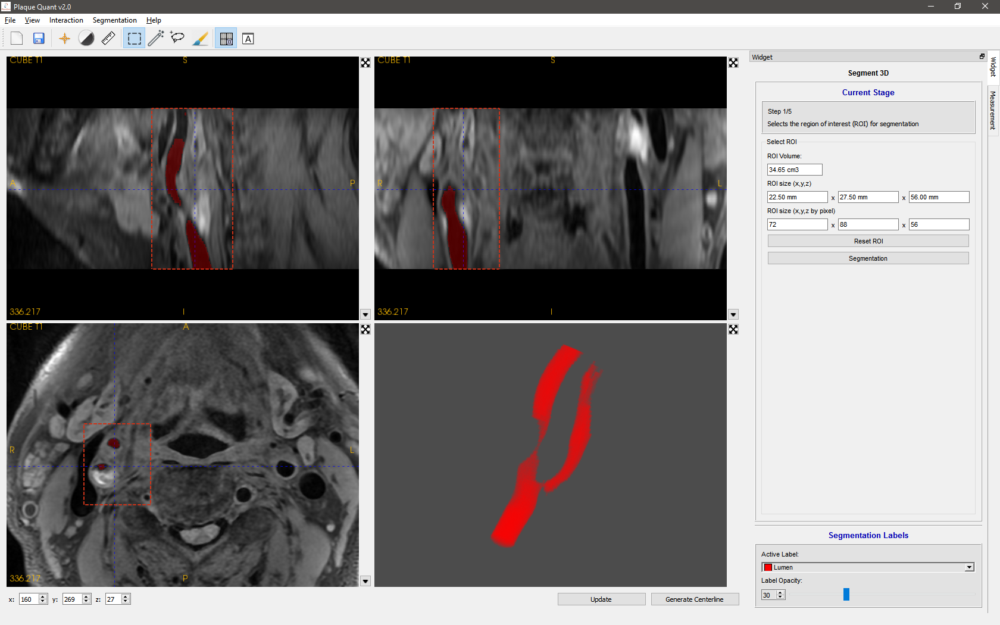 Plaque Quant v2.0
File View Interaction Segmentation Help
A
CUBE T1
S
A
P
336.217
I
CUBE T1
S
R
L
336.217
I
CUBE T1
A
R
L
336.217
P
x: 160 y: 269 z: 27
Update
Generate Centerline
Widget
Widget
Measurement
Segment 3D
Current Stage
Step 1/5
Selects the region of interest (ROI) for segmentation
Select ROI
ROI Volume:
34.65 cm3
ROI size (x,y,z)
22.50 mm x 27.50 mm x 56.00 mm
ROI size (x,y,z by pixel)
72 x 88 x 56
Reset ROI
Segmentation
Segmentation Labels
Active Label:
Lumen
Label Opacity:
30